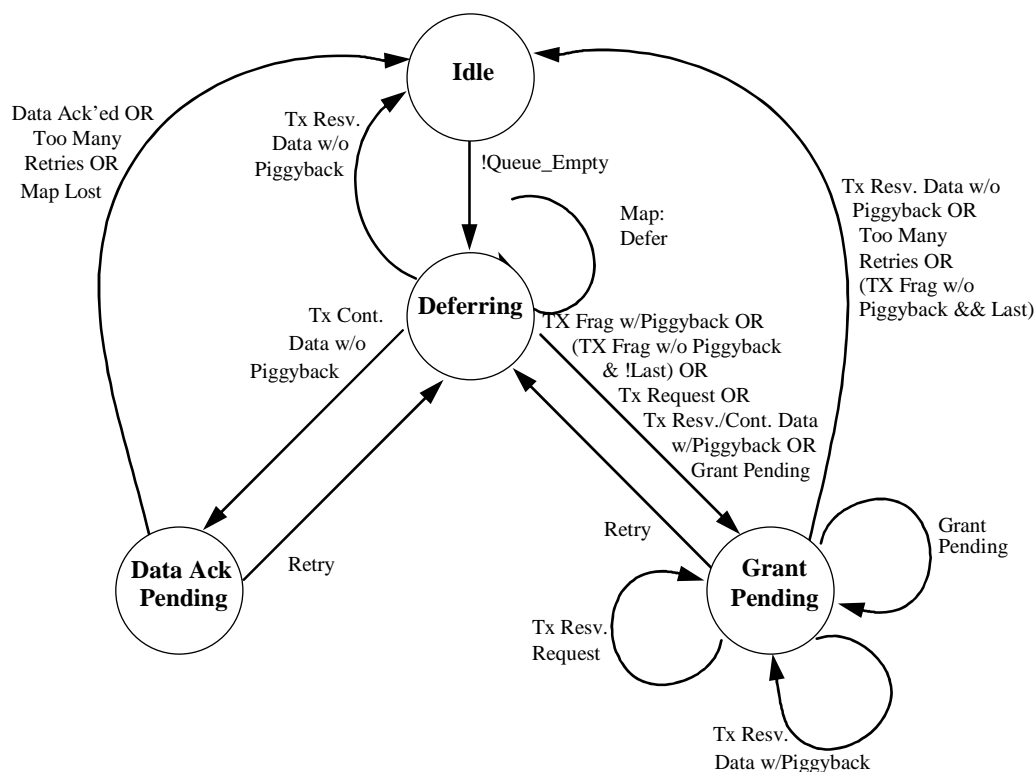 Idle
Data Ack'ed OR
Too Many
Retries OR
Map Lost
Tx Resv.
Data w/o
Piggyback
!Queue_Empty
Map:
Defer
Tx Resv. Data w/o
Piggyback OR
Too Many
Retries OR
(TX Frag w/o
Piggyback && Last)
Deferring
Tx Cont.
Data w/o
Piggyback
TX Frag w/Piggyback OR
(TX Frag w/o Piggyback
& !Last) OR
Tx Request OR
Tx Resv./Cont. Data
w/Piggyback OR
Grant Pending
Retry
Retry
Data Ack
Pending
Grant
Pending
Grant
Pending
Tx Resv.
Request
Tx Resv.
Data w/Piggyback